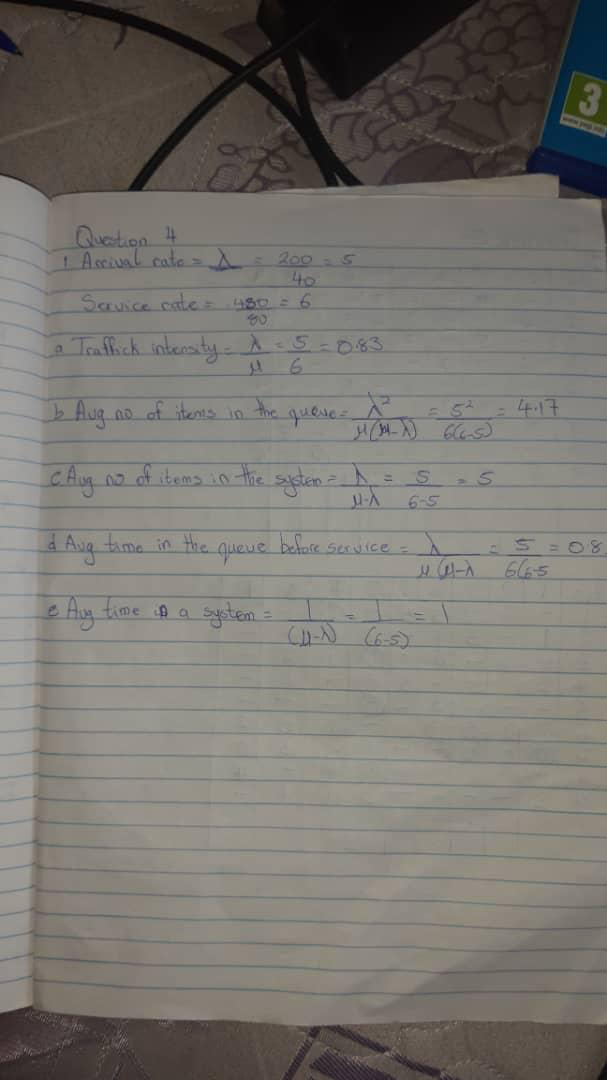 3
Question 4
1 Arrival rate = λ = 200 = 5
40
Service rate = 480 = 6
80
a Traffick intensity = λ = 5 = 0.83
μ 6
b Avg no of items in the queue = λ² = 5² = 4.17
μ(μ-λ) 6(6-5)
c Avg no of items in the system = λ = 5 = 5
μ-λ 6-5
d Avg time in the queue before service = λ = 5 = 0.8
μ(μ-λ 6(6-5
e Avg time in a system = 1 = 1 = 1
(μ-λ) (6-5)